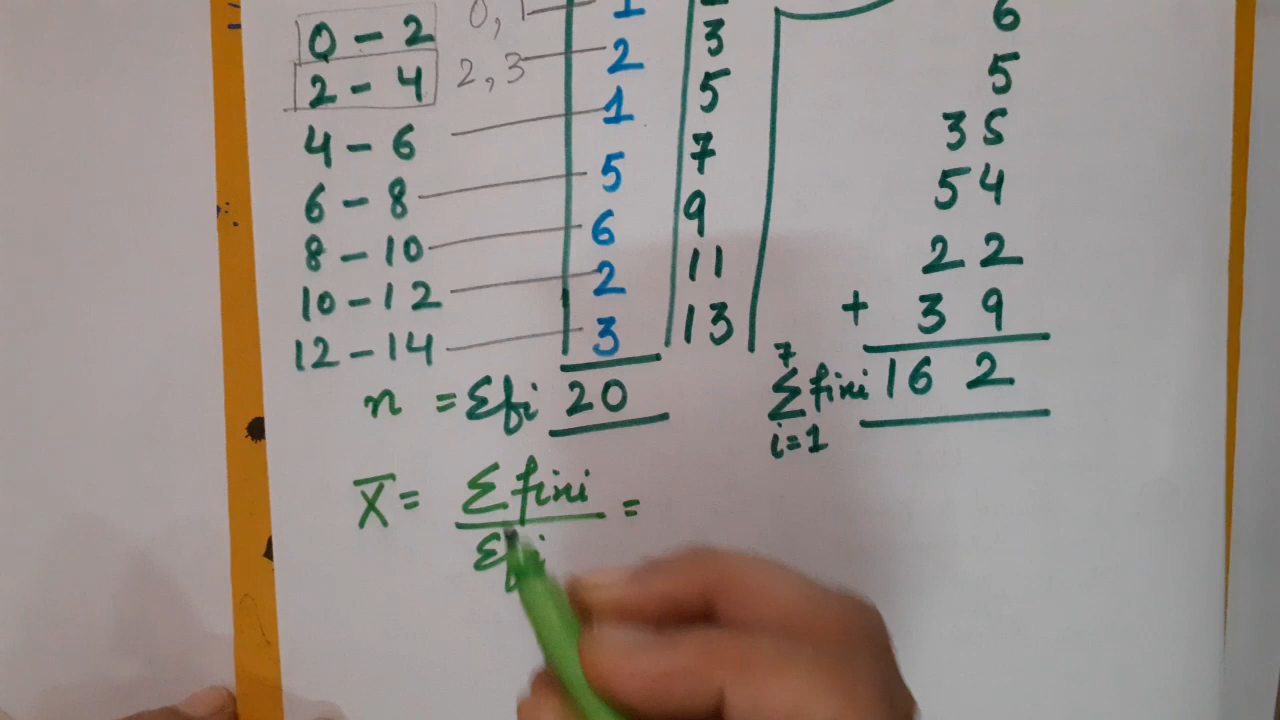 0 - 2 0, 1 1 6
2 - 4 2, 3 2 3 5
4 - 6 1 5 35
6 - 8 5 7 54
8 - 10 6 9 22
10 - 12 2 11 + 39
12 - 14 3 13
n = Σfi 20 7 Σ i=1 fixi 162
X̄ = Σfixi / Σfi =